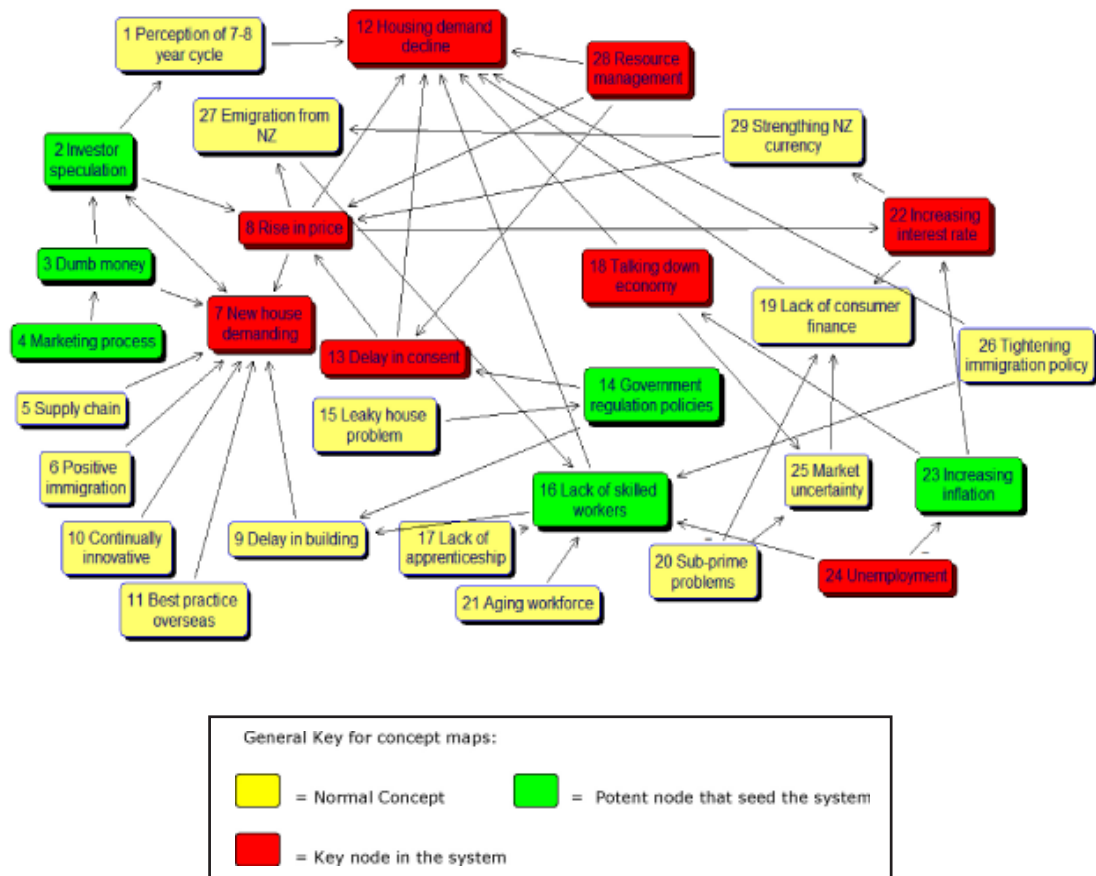 1 Perception of 7-8
year cycle
12 Housing demand
decline
28 Resource
management
27 Emigration from
NZ
29 Strengthing NZ
currency
2 Investor
speculation
8 Rise in price
22 Increasing
interest rate
3 Dumb money
18 Talking down
economy
7 New house
demanding
19 Lack of consumer
finance
4 Marketing process
13 Delay in consent
26 Tightening
immigration policy
14 Government
regulation policies
5 Supply chain
15 Leaky house
problem
6 Positive
immigration
25 Market
uncertainty
23 Increasing
inflation
16 Lack of skilled
workers
10 Continually
innovative
9 Delay in building
17 Lack of
apprenticeship
20 Sub-prime
problems
24 Unemployment
11 Best practice
overseas
21 Aging workforce
–
–
General Key for concept maps:
= Normal Concept
= Potent node that seed the system
= Key node in the system